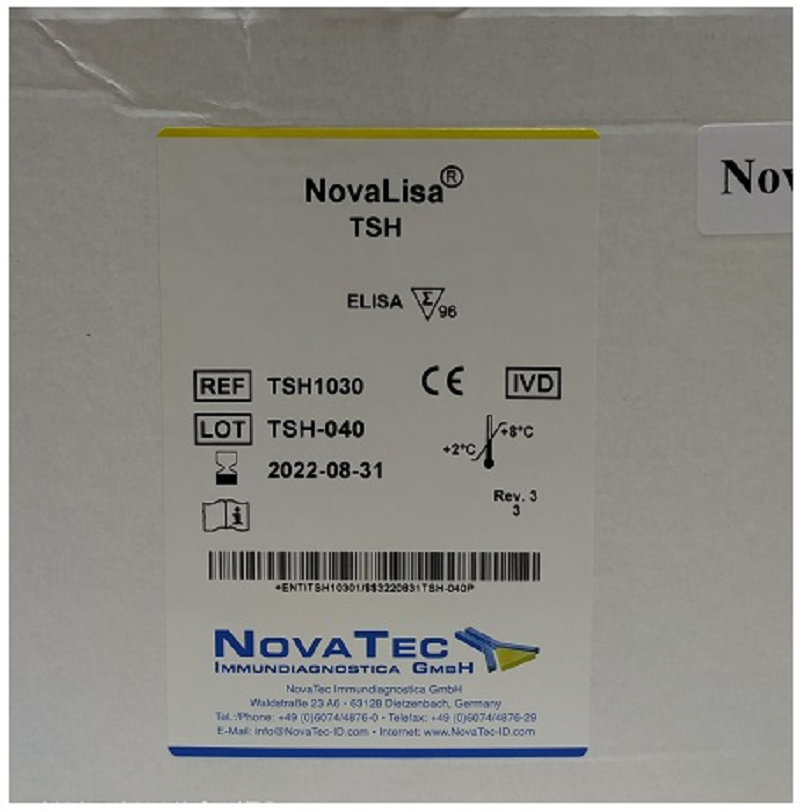 NovaLisa®
TSH
ELISA Σ 96
REF TSH1030 CE IVD
LOT TSH-040
+2°C +8°C
2022-08-31
Rev. 3
3
i
+ENTITSH10301/$$3220831TSH-040P
NOVATEC
IMMUNDIAGNOSTICA GMBH
NovaTec Immundiagnostica GmbH
Waldstraße 23 A6 • 63128 Dietzenbach, Germany
Tel.:/Phone: +49 (0)6074/4876-0 • Telefax: +49 (0)6074/4876-29
E-Mail: info@NovaTec-ID.com • Internet: www.NovaTec-ID.com